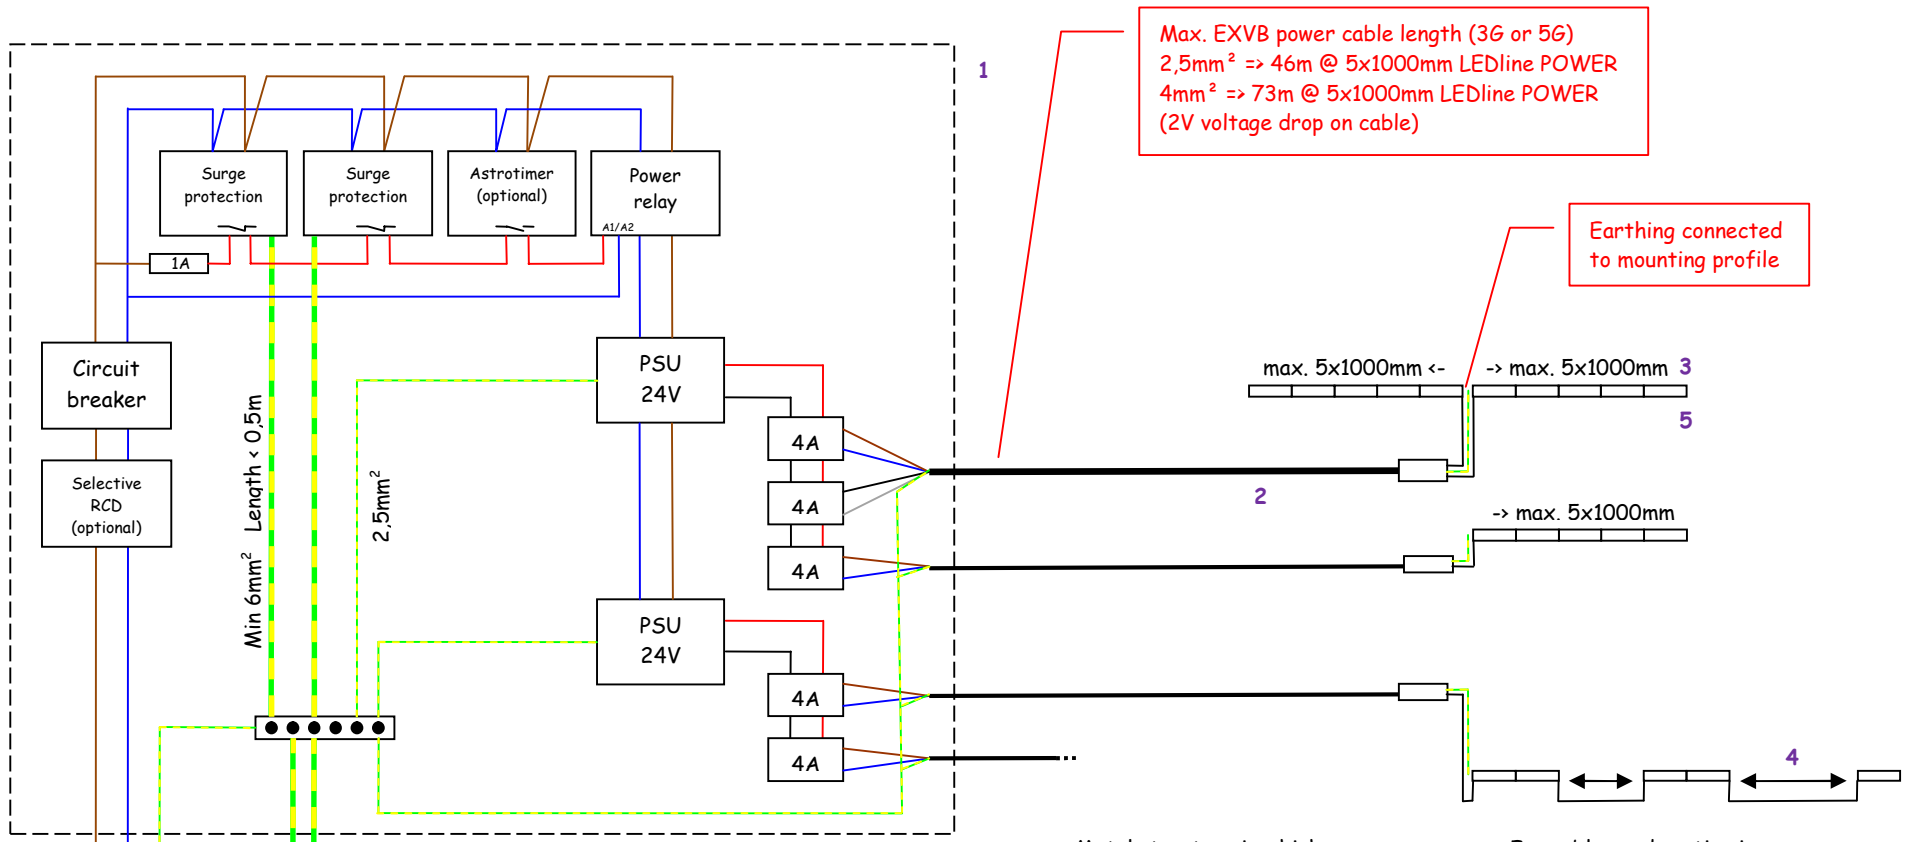 1
Max. EXVB power cable length (3G or 5G)
2,5mm² => 46m @ 5x1000mm LEDline POWER
4mm² => 73m @ 5x1000mm LEDline POWER
(2V voltage drop on cable)
Surge
protection
Surge
protection
Astrotimer
(optional)
Power
relay
A1/A2
1A
Earthing connected
to mounting profile
Circuit
breaker
Selective
RCD
(optional)
Min 6mm² Length < 0,5m
2,5mm²
PSU
24V
4A
4A
4A
PSU
24V
4A
4A
max. 5x1000mm <-
-> max. 5x1000mm
3
5
2
-> max. 5x1000mm
4